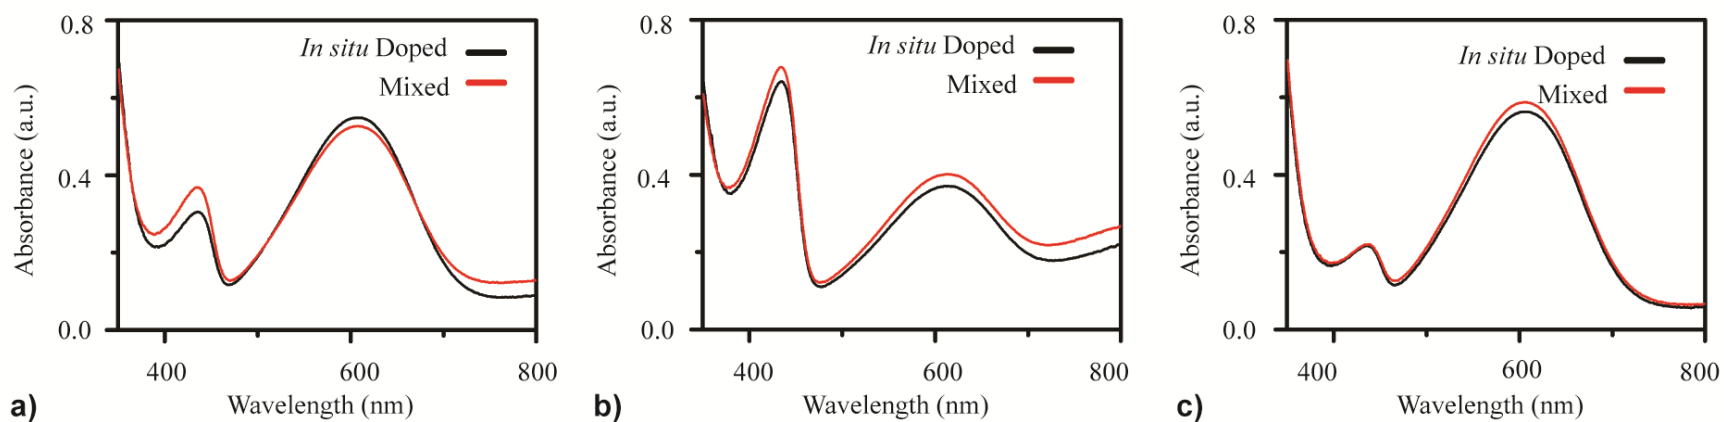 0.8
In situ Doped
Mixed
0.4
0.0
400
600
800
Absorbance (a.u.)
Wavelength (nm)
a)
0.8
In situ Doped
Mixed
0.4
0.0
400
600
800
Absorbance (a.u.)
Wavelength (nm)
b)
0.8
In situ Doped
Mixed
0.4
0.0
400
600
800
Absorbance (a.u.)
Wavelength (nm)
c)